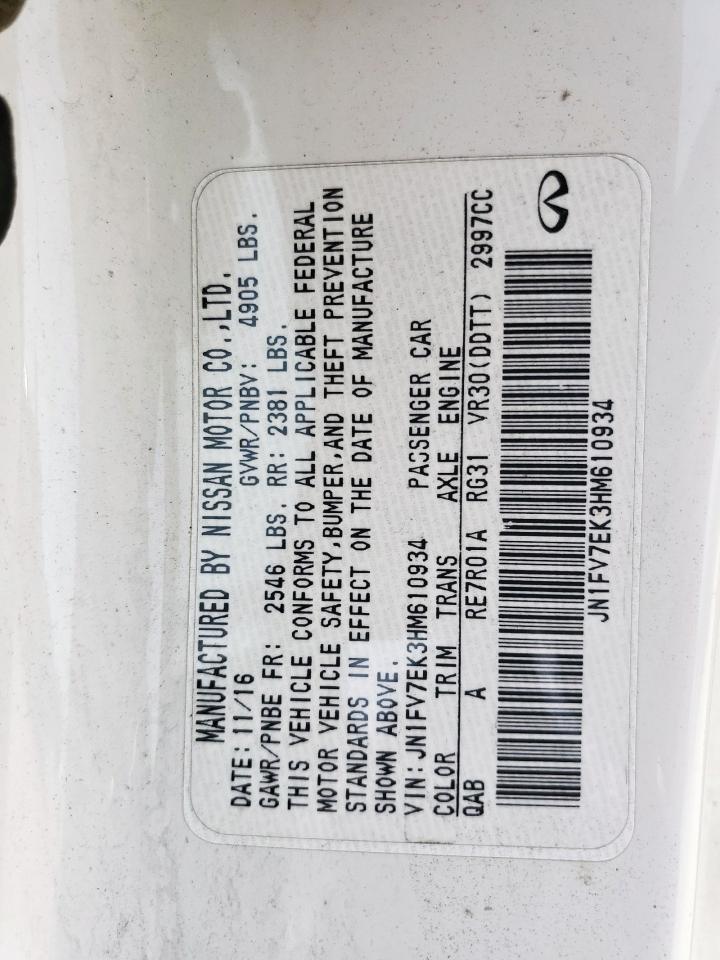 MANUFACTURED BY NISSAN MOTOR CO.,LTD.
DATE: 11/16 GVWR/PNBV: 4905 LBS.
GAWR/PNBE FR: 2546 LBS. RR: 2381 LBS.
THIS VEHICLE CONFORMS TO ALL APPLICABLE FEDERAL
MOTOR VEHICLE SAFETY,BUMPER,AND THEFT PREVENTION
STANDARDS IN EFFECT ON THE DATE OF MANUFACTURE
SHOWN ABOVE.
VIN: JN1FV7EK3HM610934 PASSENGER CAR
COLOR TRIM TRANS AXLE ENGINE
QAB A RE7R01A RG31 VR30(DDTT) 2997CC
JN1FV7EK3HM610934